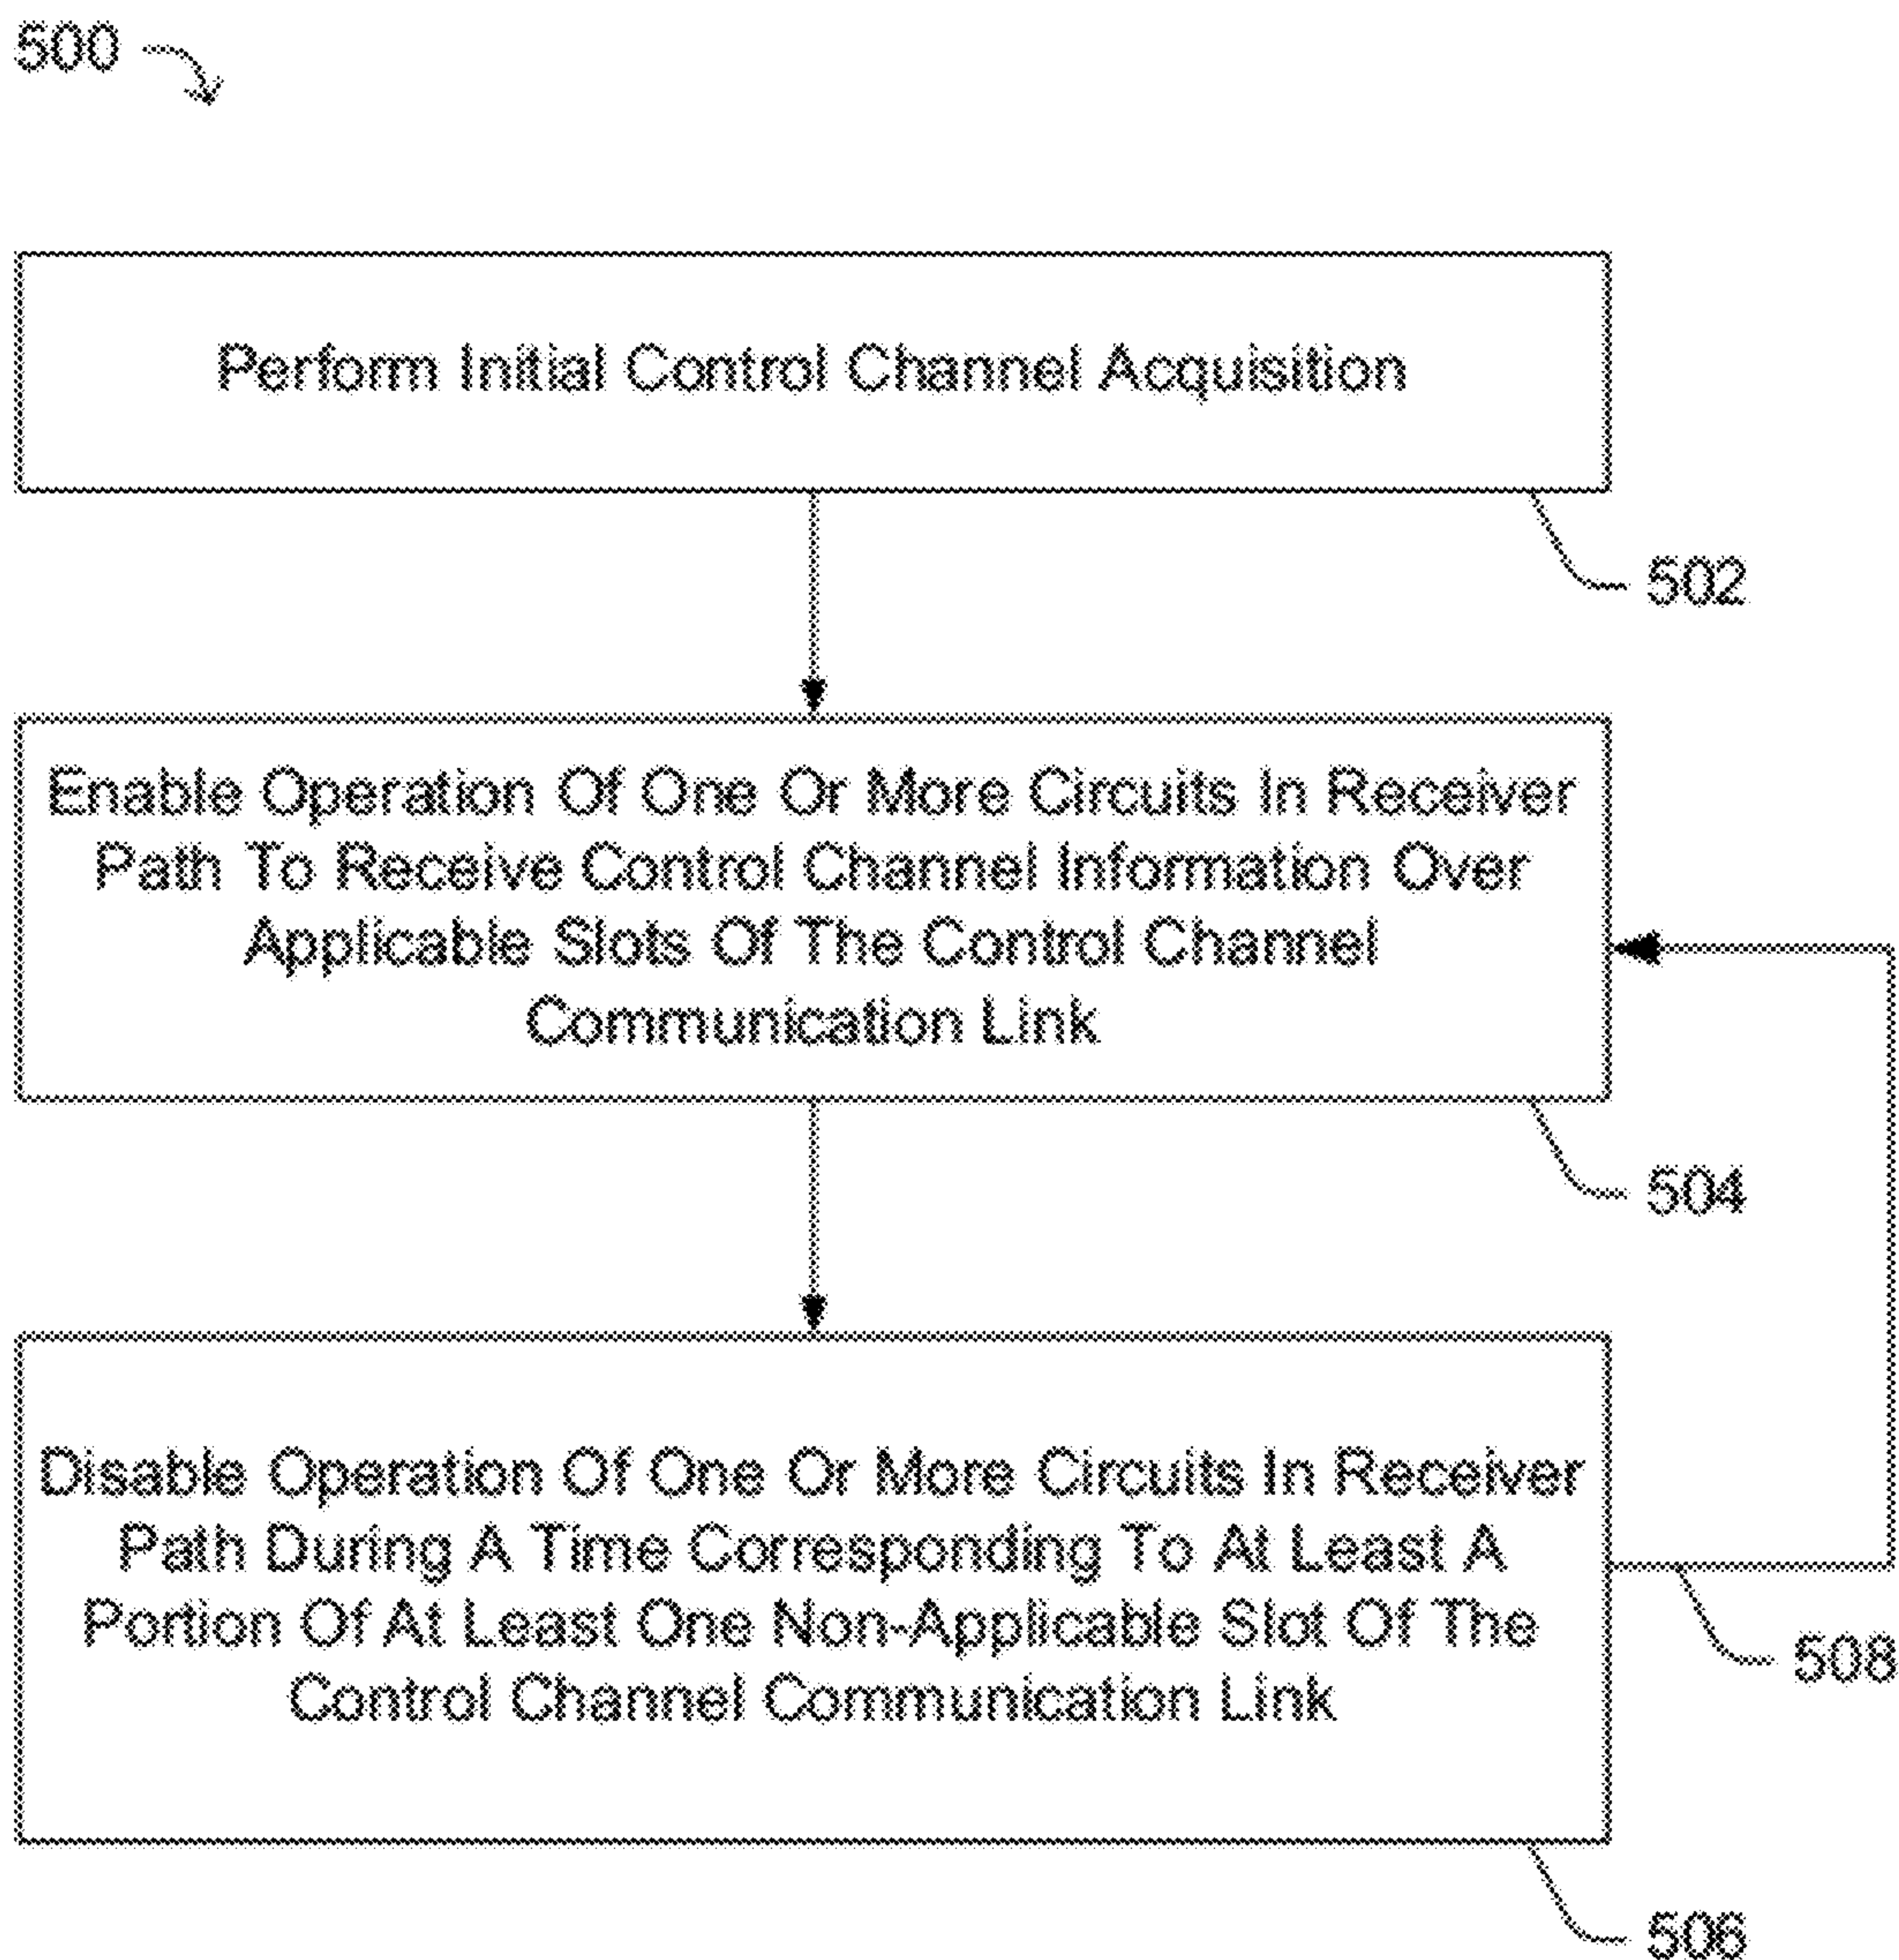 500
Perform Initial Control Channel Acquisition
502
Enable Operation Of One Or More Circuits In Receiver
Path To Receive Control Channel Information Over
Applicable Slots Of The Control Channel
Communication Link
504
Disable Operation Of One Or More Circuits In Receiver
Path During A Time Corresponding To At Least A
Portion Of At Least One Non-Applicable Slot Of The
Control Channel Communication Link
508
506